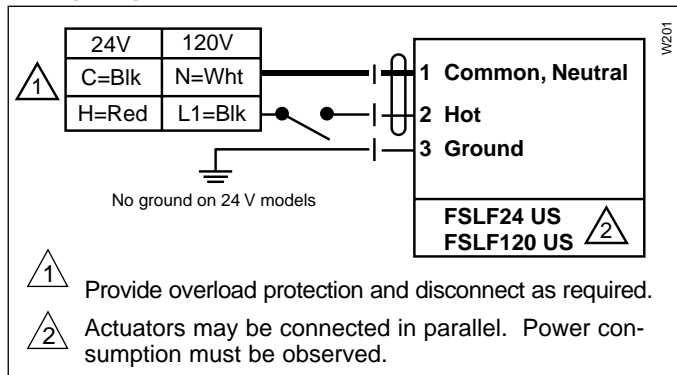 24V 120V
C=Blk N=Wht
H=Red L1=Blk
1
1 Common, Neutral
2 Hot
3 Ground
No ground on 24 V models
FSLF24 US
FSLF120 US
2
W201
1 Provide overload protection and disconnect as required.
2 Actuators may be connected in parallel. Power con-
sumption must be observed.